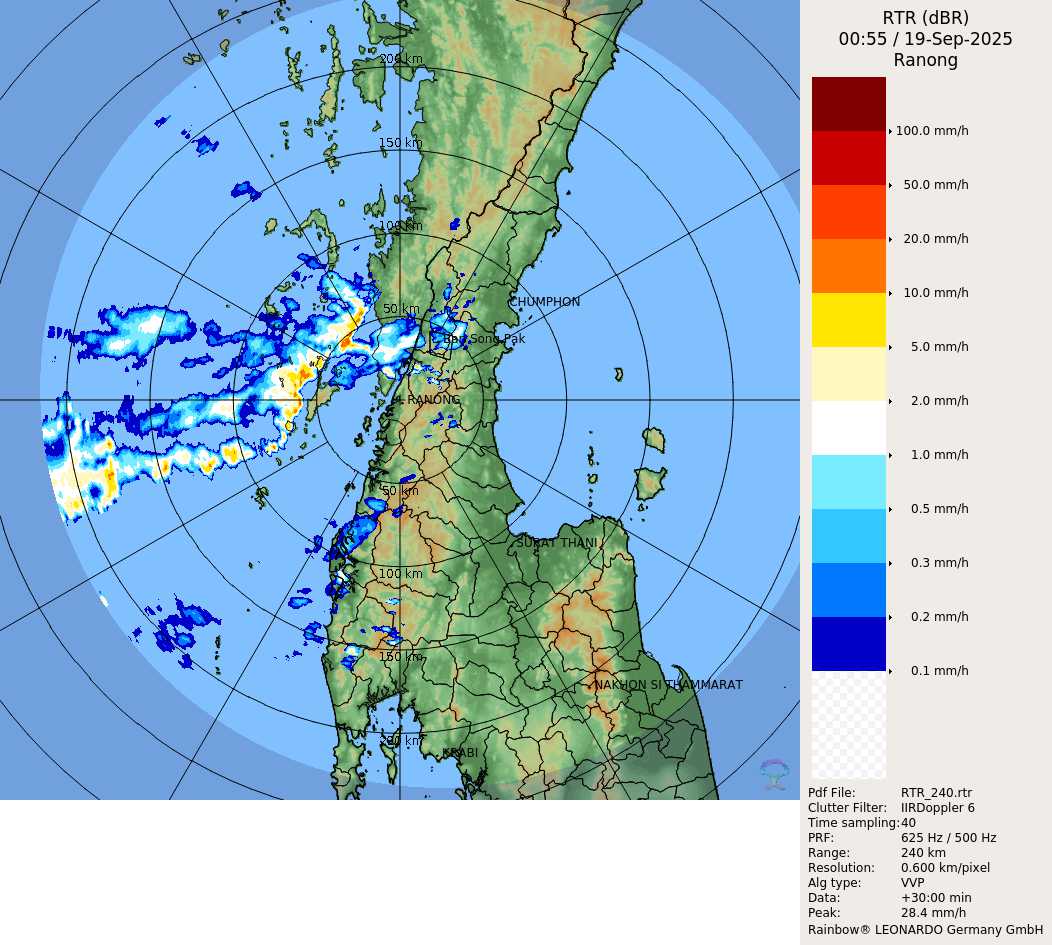 200 km
150 km
100 km
CHUMPHON
50 km
Ban Song Pak
RANONG
50 km
SURAT THANI
100 km
150 km
NAKHON SI THAMMARAT
200 km
KRABI
RTR (dBR)
00:55 / 19-Sep-2025
Ranong
100.0 mm/h
50.0 mm/h
20.0 mm/h
10.0 mm/h
5.0 mm/h
2.0 mm/h
1.0 mm/h
0.5 mm/h
0.3 mm/h
0.2 mm/h
0.1 mm/h
Pdf File: RTR_240.rtr
Clutter Filter: IIRDoppler 6
Time sampling:40
PRF: 625 Hz / 500 Hz
Range: 240 km
Resolution: 0.600 km/pixel
Alg type: VVP
Data: +30:00 min
Peak: 28.4 mm/h
Rainbow® LEONARDO Germany GmbH